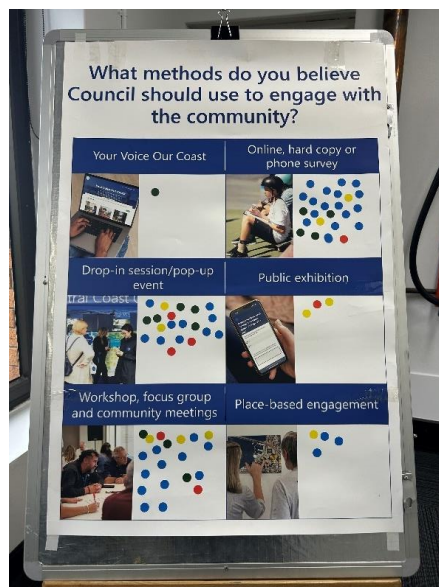 What methods do you believe
Council should use to engage with
the community?
Your Voice Our Coast
Online, hard copy or
phone survey
Drop-in session/pop-up
event
Public exhibition
tral Coast
Workshop, focus group
and community meetings
Place-based engagement